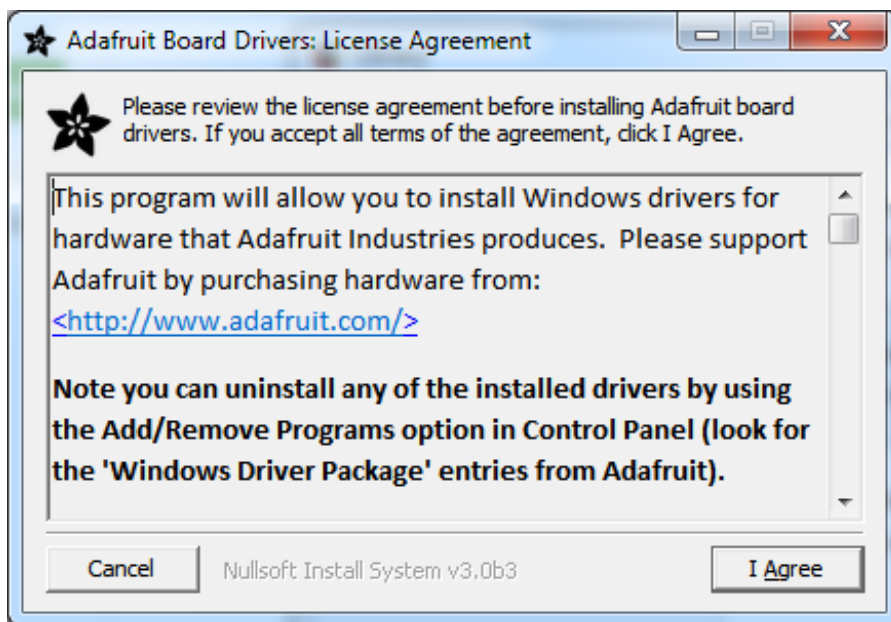 Adafruit Board Drivers: License Agreement
Please review the license agreement before installing Adafruit board
drivers. If you accept all terms of the agreement, click I Agree.
This program will allow you to install Windows drivers for
hardware that Adafruit Industries produces.  Please support
Adafruit by purchasing hardware from:
<http://www.adafruit.com/>
Note you can uninstall any of the installed drivers by using
the Add/Remove Programs option in Control Panel (look for
the 'Windows Driver Package' entries from Adafruit).
Cancel Nullsoft Install System v3.0b3 I Agree